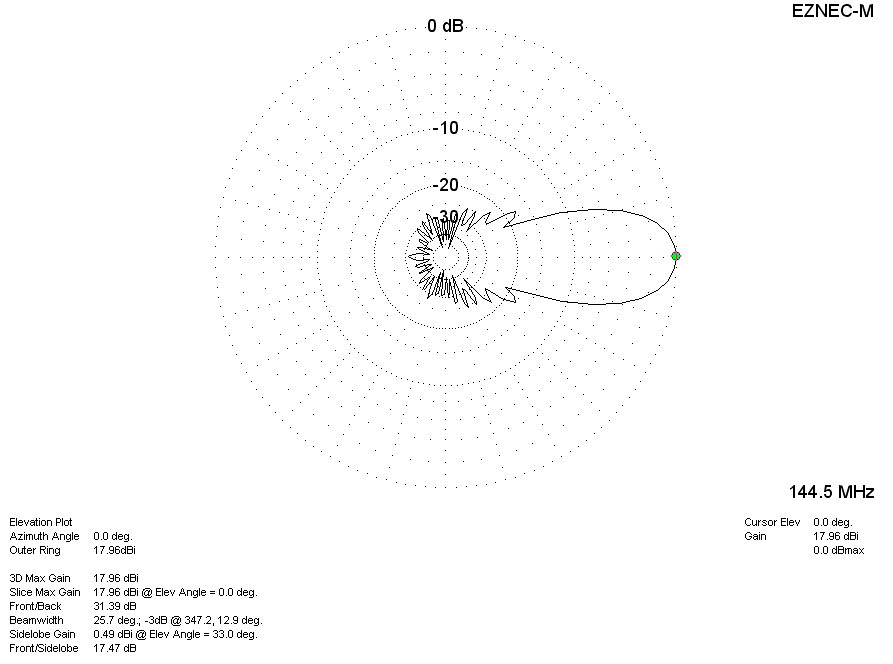 EZNEC-M
0 dB
-10
-20
-30
144.5 MHz
Elevation Plot
Azimuth Angle 0.0 deg.
Outer Ring 17.96dBi
3D Max Gain 17.96 dBi
Slice Max Gain 17.96 dBi @ Elev Angle = 0.0 deg.
Front/Back 31.39 dB
Beamwidth 25.7 deg.; -3dB @ 347.2, 12.9 deg.
Sidelobe Gain 0.49 dBi @ Elev Angle = 33.0 deg.
Front/Sidelobe 17.47 dB
Cursor Elev 0.0 deg.
Gain 17.96 dBi
0.0 dBmax